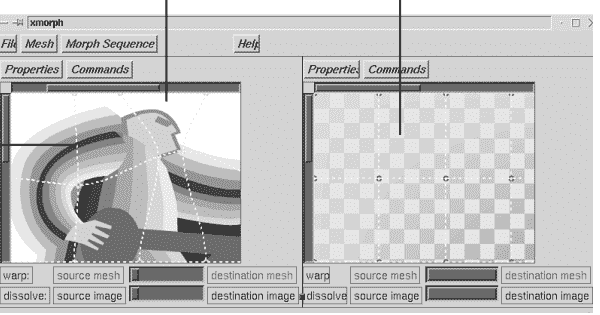 xmorph
File Mesh Morph Sequence Help
Properties Commands Properties Commands
warp: source mesh destination mesh warp source mesh destination mesh
dissolve: source image destination image dissolve source image destination image